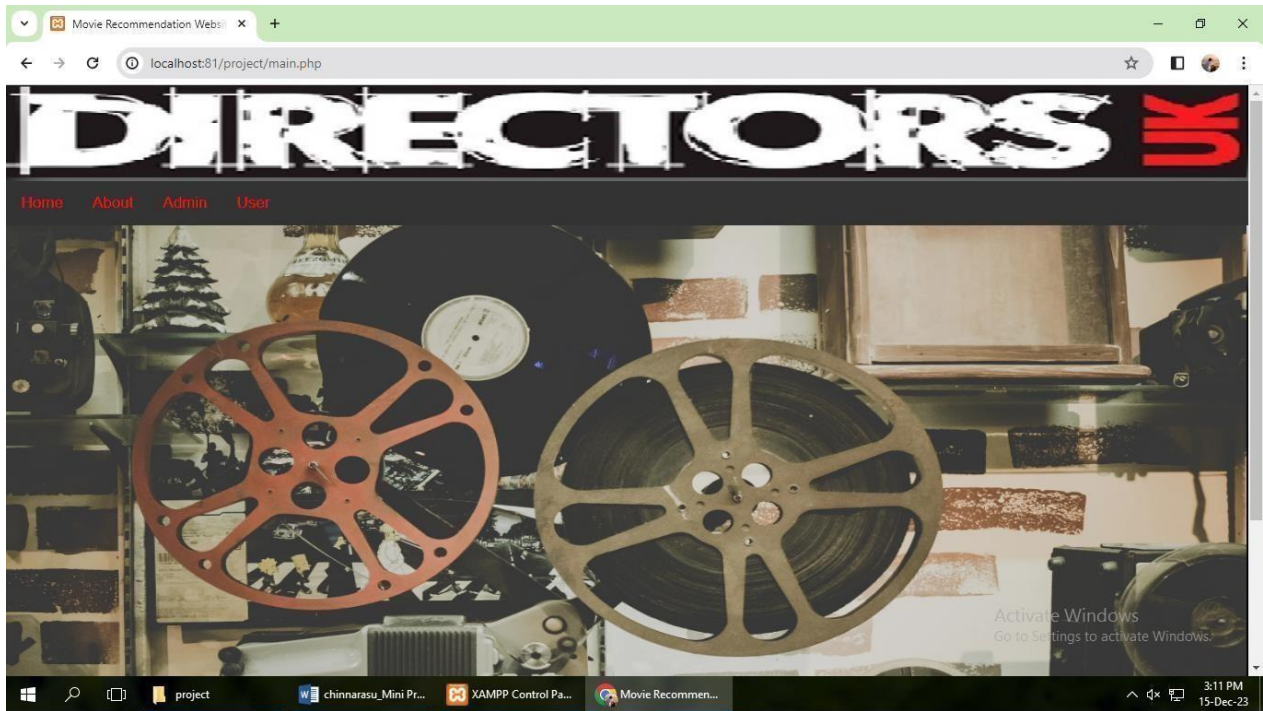 Movie Recommendation Websi
localhost:81/project/main.php
DIRECTORS UK
Home About Admin User
Activate Windows
Go to Settings to activate Windows.
project chinnarasu_Mini Pr... XAMPP Control Pa... Movie Recommen... 3:11 PM
15-Dec-23